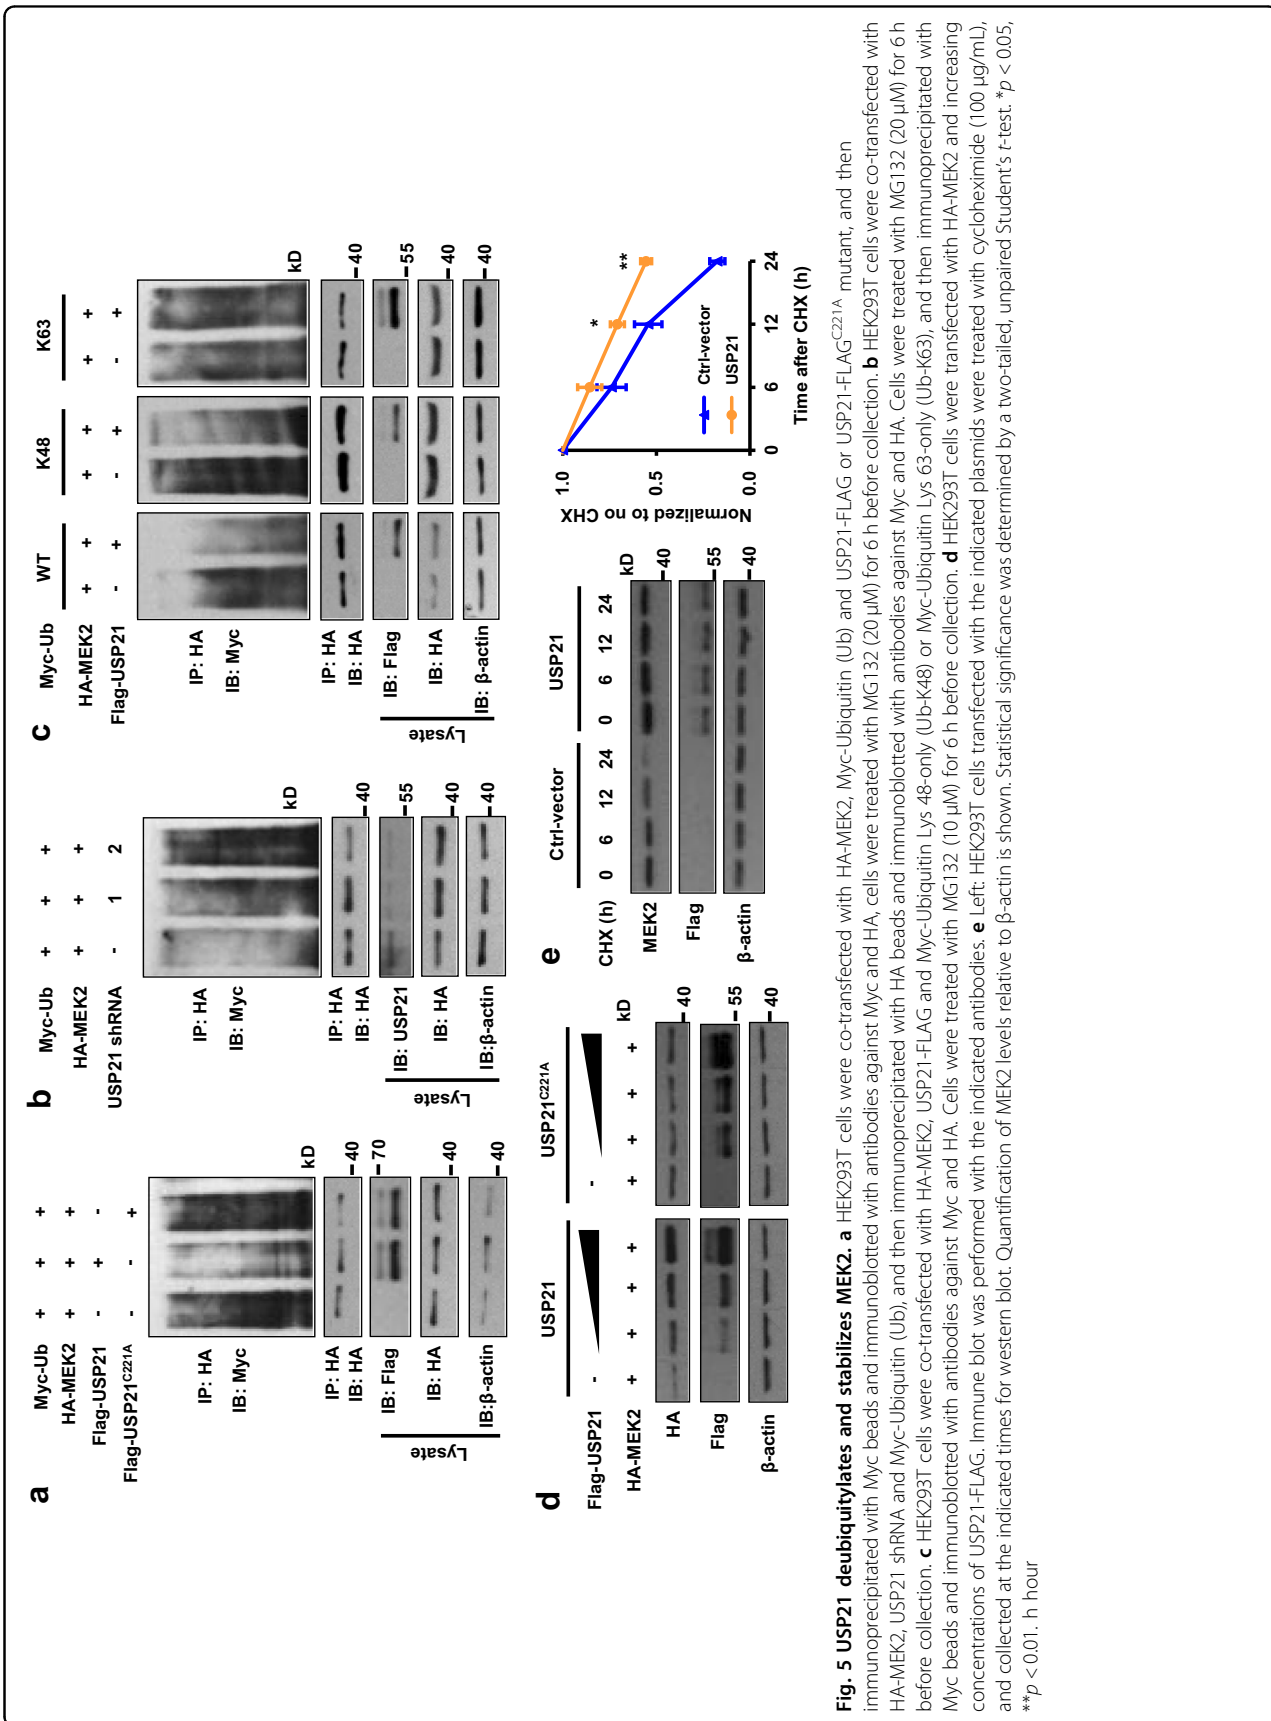 a
Myc-Ub + + +
HA-MEK2 + + +
Flag-USP21 - + -
Flag-USP21C221A - - +
kD
IP: HA
IB: Myc
IP: HA
IB: HA
40
IB: Flag
70
IB: HA
40
IB:β-actin
40
Lysate
b
Myc-Ub + + +
HA-MEK2 + + +
USP21 shRNA - 1 2
kD
IP: HA
IB: Myc
IP: HA
IB: HA
40
IB: USP21
55
IB: HA
40
IB:β-actin
40
Lysate
c
WT K48 K63
Myc-Ub
HA-MEK2 + + + + + +
Flag-USP21 - + - + - +
kD
IP: HA
IB: Myc
IP: HA
IB: HA
40
IB: Flag
55
IB: HA
40
IB: β-actin
40
Lysate
d
USP21 USP21C221A
Flag-USP21 - -
HA-MEK2 + + + + + + + +
kD
HA
40
Flag
55
β-actin
40
e
Ctrl-vector USP21
CHX (h) 0 6 12 24 0 6 12 24
kD
MEK2
40
Flag
55
β-actin
40
Normalized to no CHX
1.0
0.5
0.0
0 6 12 24
Time after CHX (h)
Ctrl-vector
USP21
*
**
Fig. 5 USP21 deubiquitylates and stabilizes MEK2. a HEK293T cells were co-transfected with HA-MEK2, Myc-Ubiquitin (Ub) and USP21-FLAG or USP21-FLAGC221A mutant, and then
immunoprecipitated with Myc beads and immunoblotted with antibodies against Myc and HA, cells were treated with MG132 (20 μM) for 6 h before collection. b HEK293T cells were co-transfected with
HA-MEK2, USP21 shRNA and Myc-Ubiquitin (Ub), and then immunoprecipitated with HA beads and immunoblotted with antibodies against Myc and HA. Cells were treated with MG132 (20 μM) for 6 h
before collection. c HEK293T cells were co-transfected with HA-MEK2, USP21-FLAG and Myc-Ubiquitin Lys 48-only (Ub-K48) or Myc-Ubiquitin Lys 63-only (Ub-K63), and then immunoprecipitated with
Myc beads and immunoblotted with antibodies against Myc and HA. Cells were treated with MG132 (10 μM) for 6 h before collection. d HEK293T cells were transfected with HA-MEK2 and increasing
concentrations of USP21-FLAG. Immune blot was performed with the indicated antibodies. e Left: HEK293T cells transfected with the indicated plasmids were treated with cycloheximide (100 μg/mL),
and collected at the indicated times for western blot. Quantification of MEK2 levels relative to β-actin is shown. Statistical significance was determined by a two-tailed, unpaired Student's t-test. *p < 0.05,
**p < 0.01. h hour